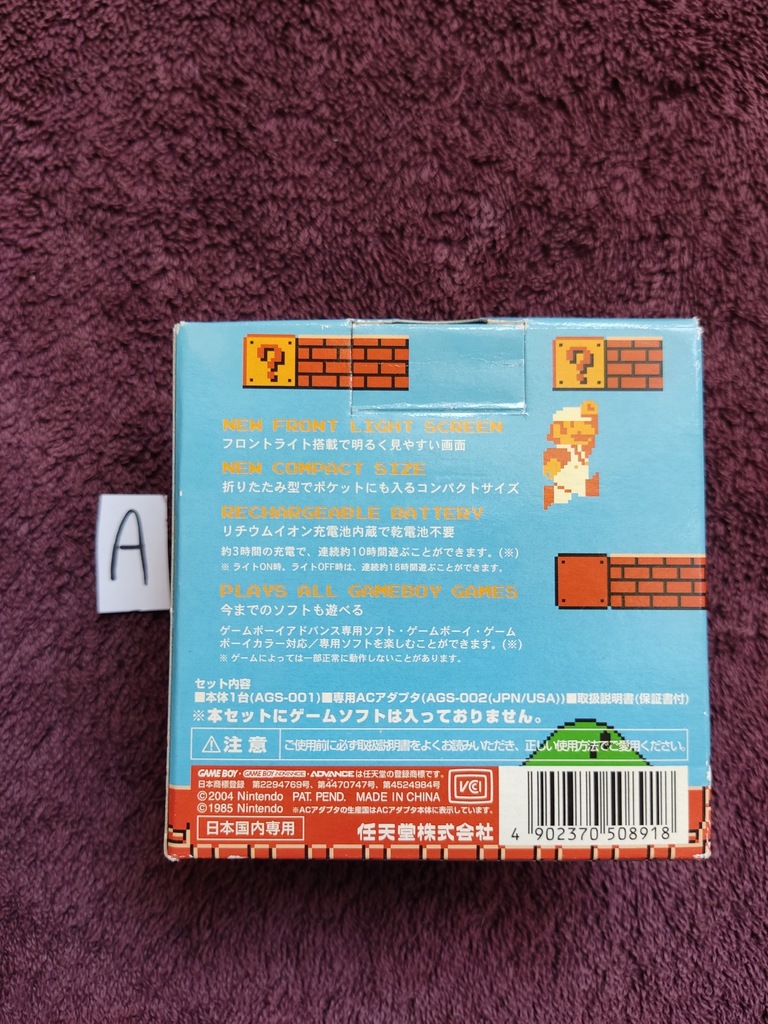 ?
?
NEW FRONT LIGHT SCREEN
フロントライト搭載で明るく見やすい画面
NEW COMPACT SIZE
折りたたみ型でポケットにも入るコンパクトサイズ
RECHARGEABLE BATTERY
リチウムイオン充電池内蔵で乾電池不要
約3時間の充電で、連続約10時間遊ぶことができます。(※)
※ ライトON時。ライトOFF時は、連続約18時間遊ぶことができます。
A
PLAYS ALL GAMEBOY GAMES
今までのソフトも遊べる
ゲームボーイアドバンス専用ソフト・ゲームボーイ・ゲーム
ボーイカラー対応/専用ソフトを楽しむことができます。(※)
※ ゲームによっては一部正常に動作しないことがあります。
セット内容
■本体1台(AGS-001)■専用ACアダプタ(AGS-002(JPN/USA))■取扱説明書(保証書付)
※本セットにゲームソフトは入っておりません。
⚠注意 ご使用前に必ず取扱説明書をよくお読みいただき、正しい使用方法でご愛用ください。
GAME BOY・GAME BOY ADVANCE・ADVANCE は任天堂の登録商標です。
日本商標登録 第2294769号、第4470747号、第4524984号
©2004 Nintendo PAT. PEND. MADE IN CHINA
©1985 Nintendo ※ACアダプタの生産国はACアダプタ本体に表示しています。
VCI
日本国内専用 任天堂株式会社
4 902370 508918